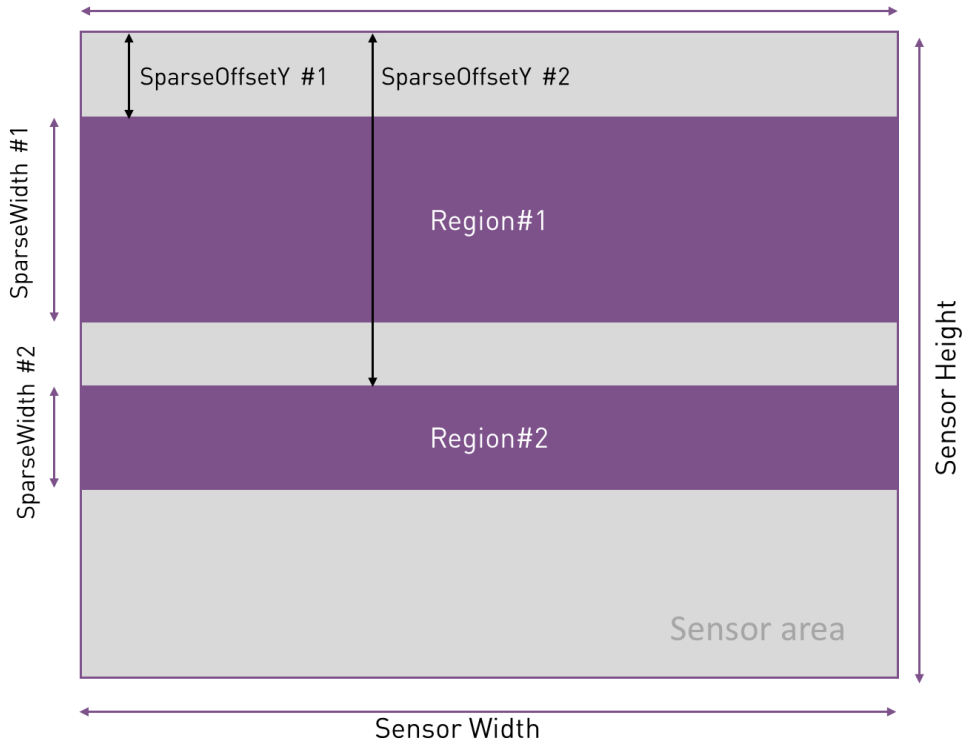 SparseOffsetY #1
SparseOffsetY #2
SparseWidth #1
Region#1
SparseWidth #2
Region#2
Sensor Height
Sensor area
Sensor Width